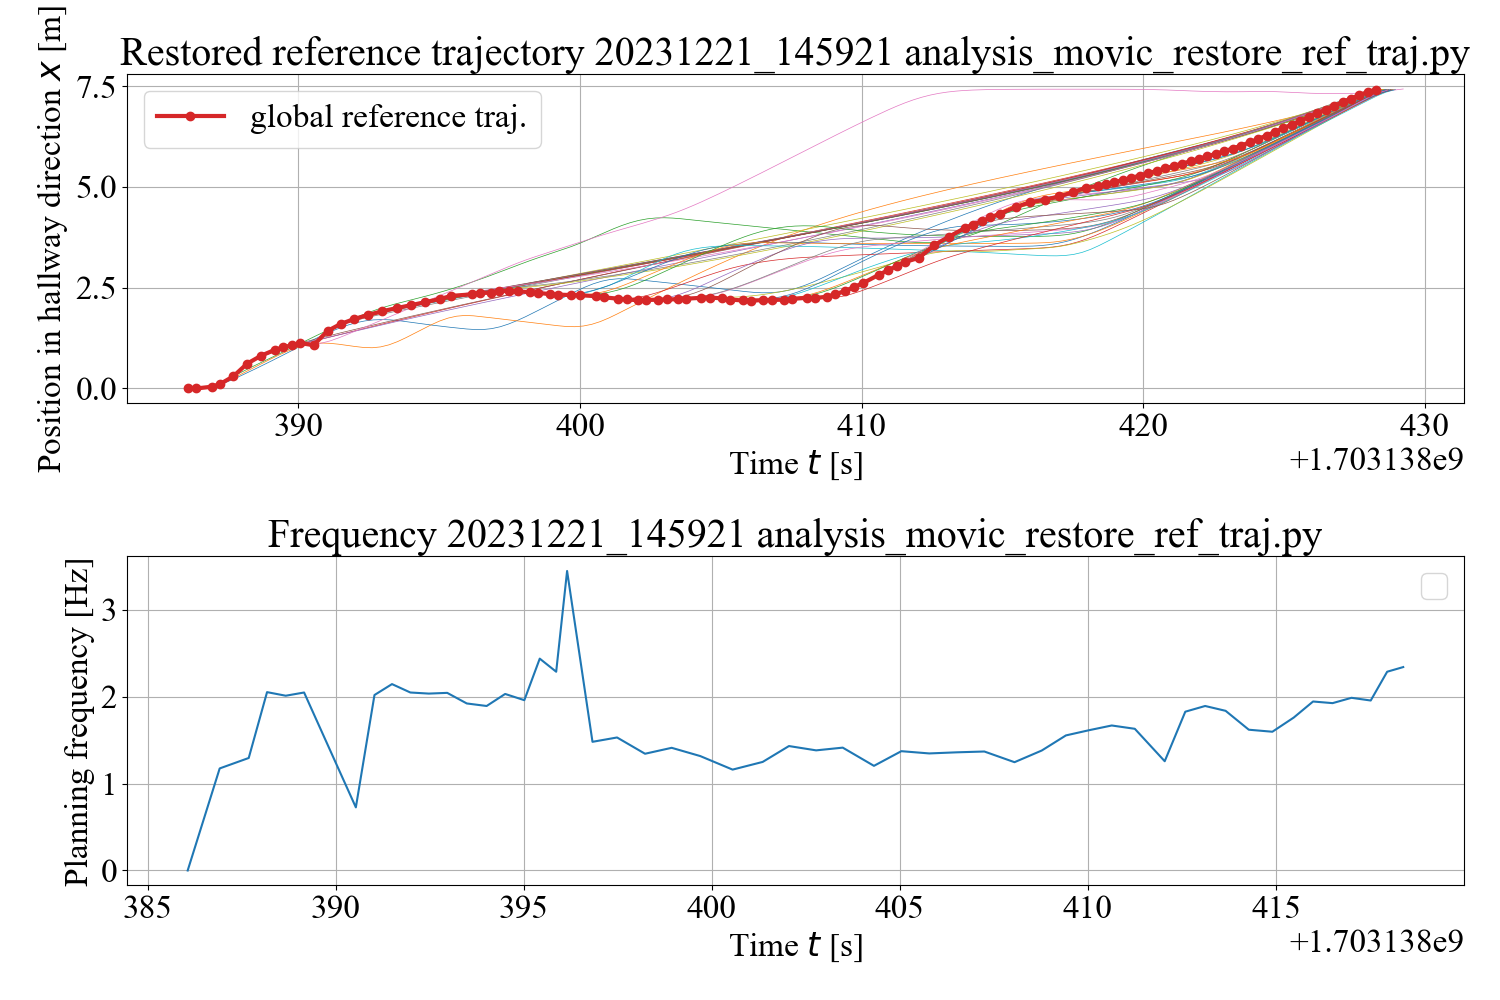 Restored reference trajectory 20231221_145921 analysis_movic_restore_ref_traj.py
Position in hallway direction x [m]
7.5
5.0
2.5
0.0
global reference traj.
390 400 410 420 430
Time t [s]
+1.703138e9
Frequency 20231221_145921 analysis_movic_restore_ref_traj.py
Planning frequency [Hz]
3
2
1
0
385 390 395 400 405 410 415
Time t [s]
+1.703138e9